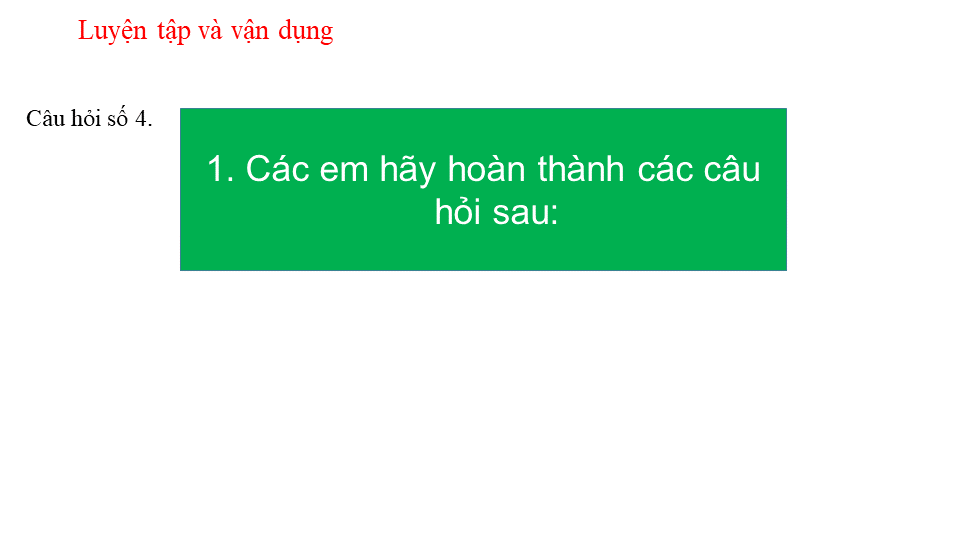 Luyện tập và vận dụng
Câu hỏi số 4.
1. Các em hãy hoàn thành các câu
hỏi sau: